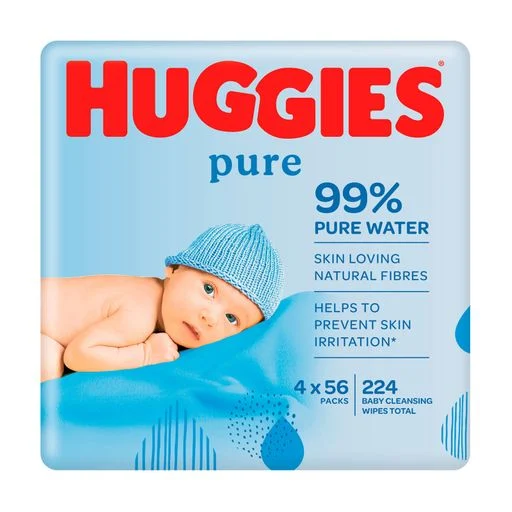 HUGGIES®
pure
99%
PURE WATER
SKIN LOVING
NATURAL FIBRES
HELPS TO
PREVENT SKIN
IRRITATION*
4 x 56
PACKS
224
BABY CLEANSING
WIPES TOTAL